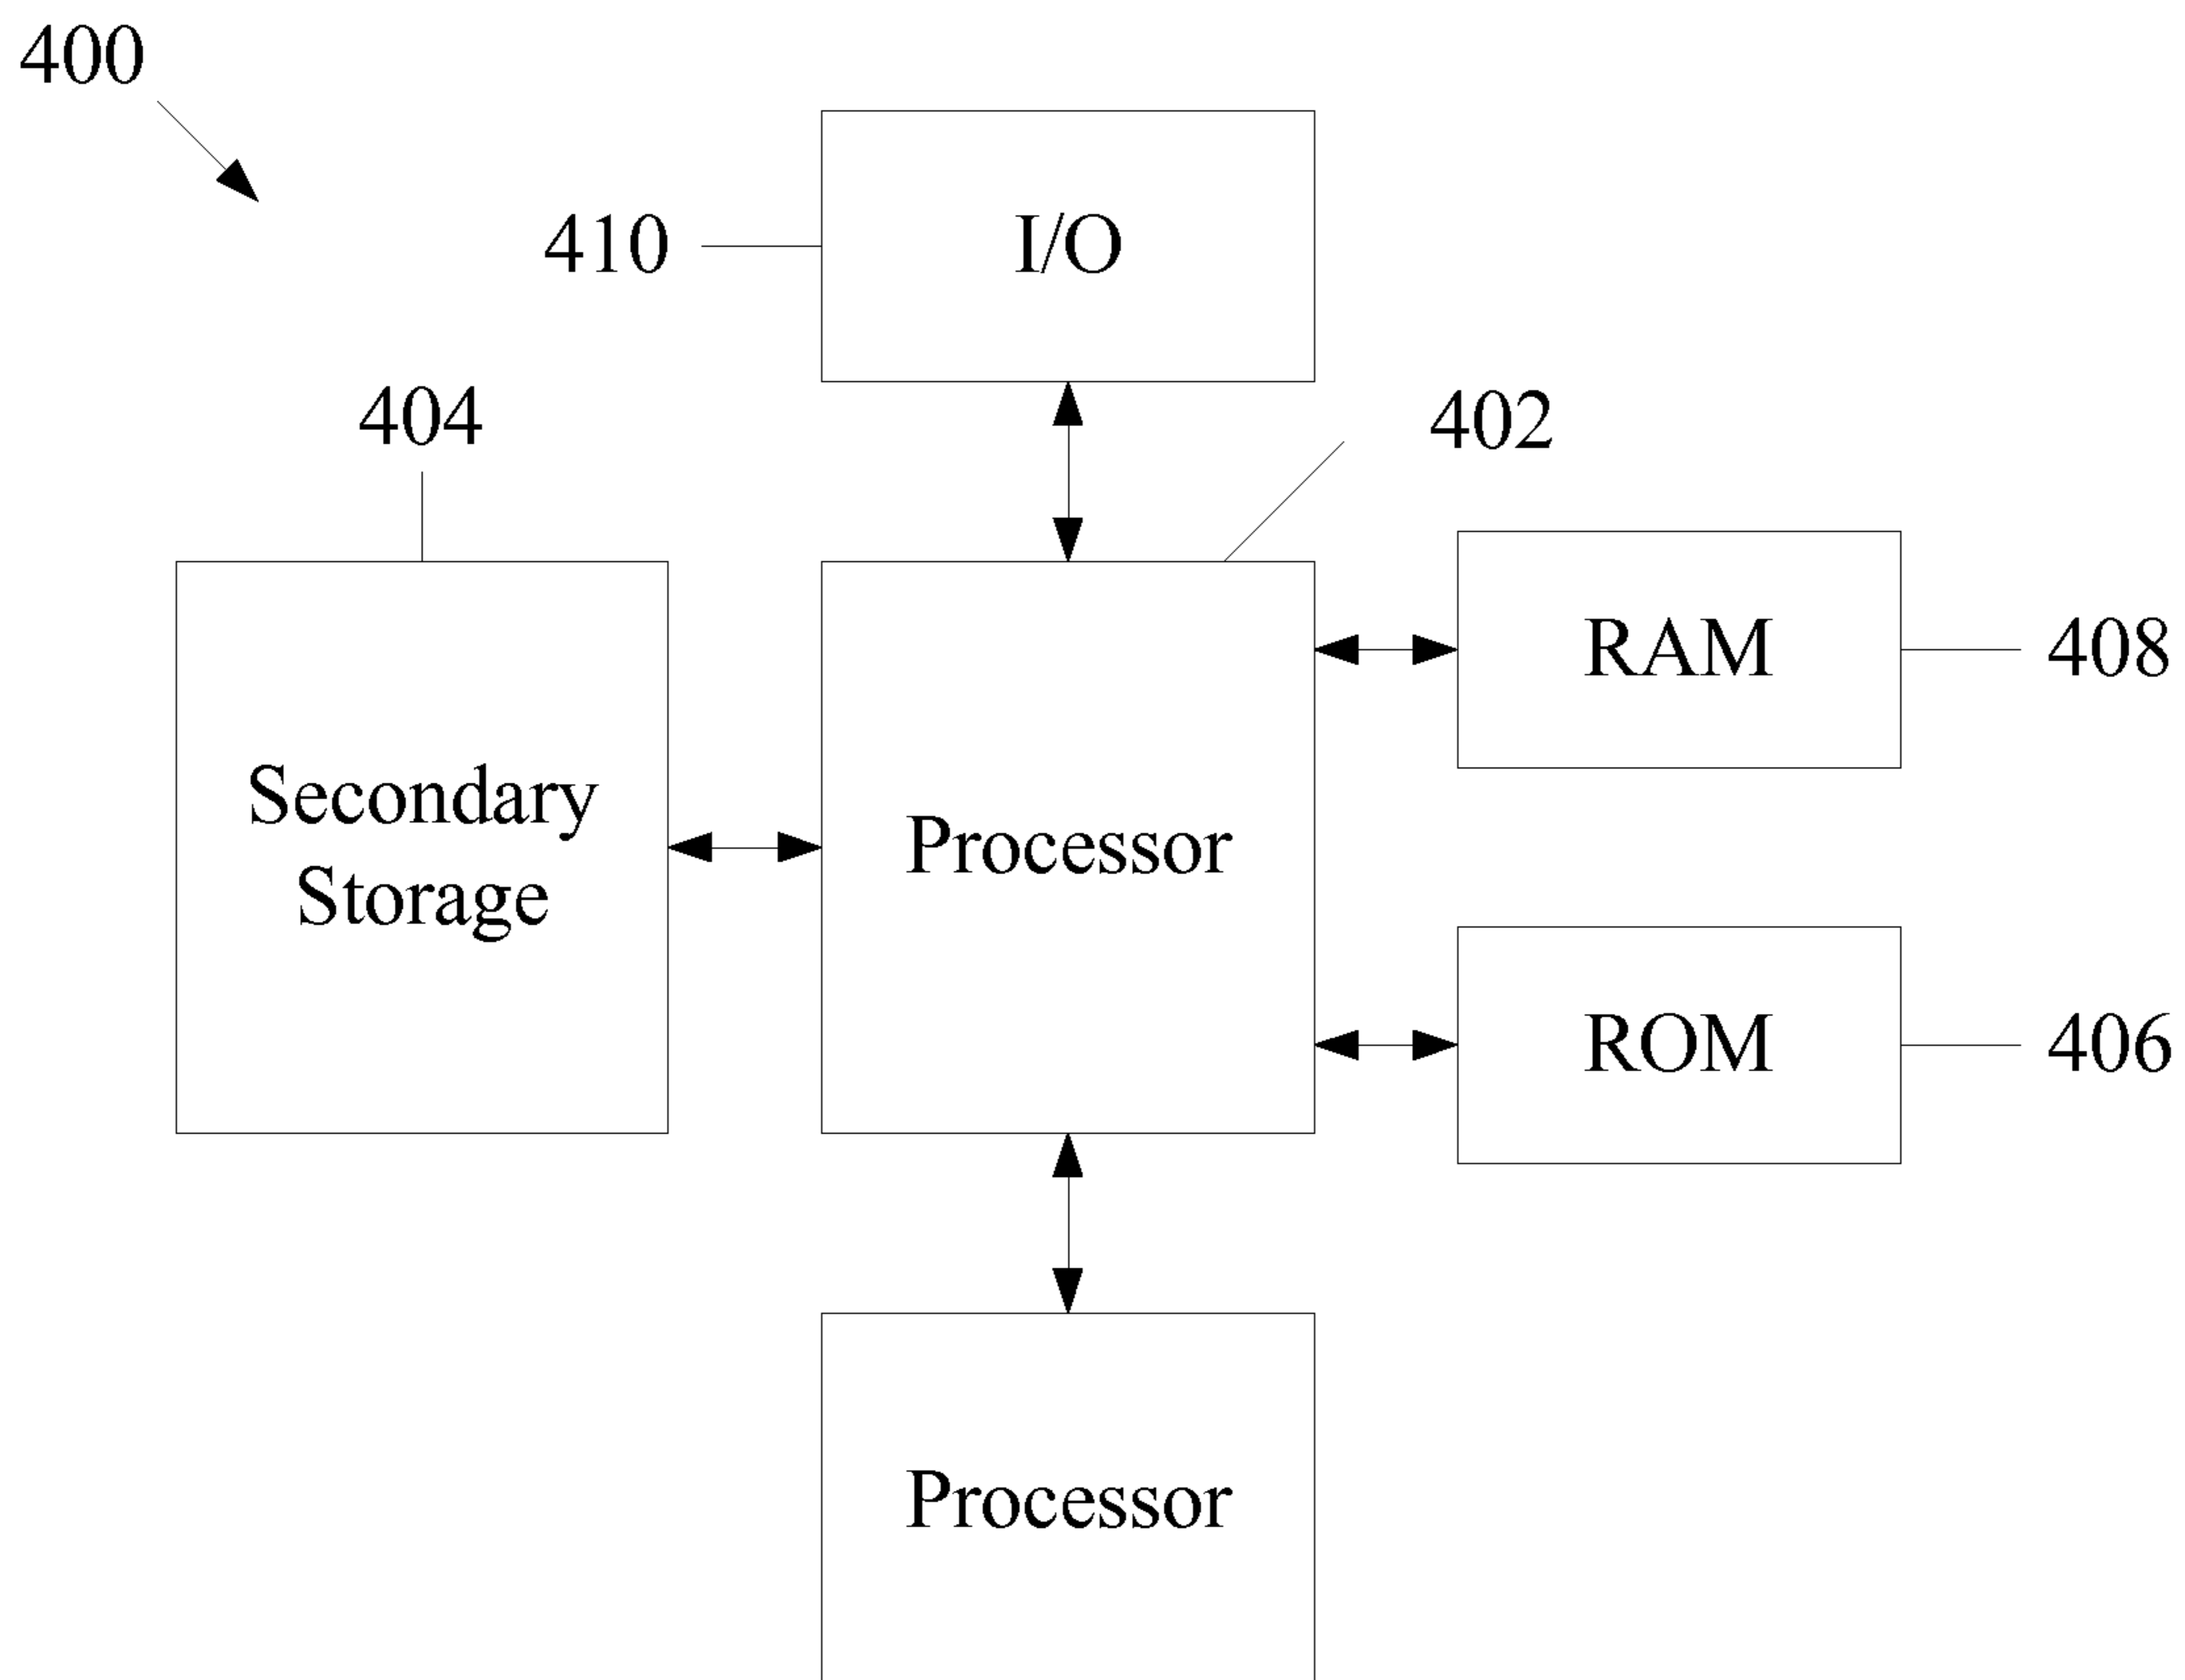 400
410
I/O
404
402
RAM
408
Secondary
Storage
Processor
ROM
406
Processor